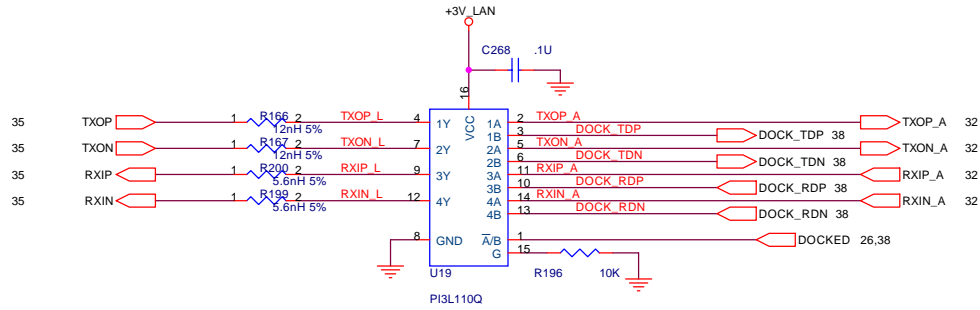 +3V_LAN
C268 .1U
16
VCC
35 TXOP 1 R166 2 TXOP_L 4 1Y 1A 2 TXOP_A TXOP_A 32
12nH 5%
1B 3 DOCK_TDP DOCK_TDP 38
35 TXON 1 R167 2 TXON_L 7 2Y 2A 5 TXON_A TXON_A 32
12nH 5%
2B 6 DOCK_TDN DOCK_TDN 38
35 RXIP 1 R200 2 RXIP_L 9 3Y 3A 11 RXIP_A RXIP_A 32
5.6nH 5%
3B 10 DOCK_RDP DOCK_RDP 38
35 RXIN 1 R199 2 RXIN_L 12 4Y 4A 14 RXIN_A RXIN_A 32
5.6nH 5%
4B 13 DOCK_RDN DOCK_RDN 38
8 GND A/B 1 DOCKED 26,38
G 15
U19 R196 10K
PI3L110Q